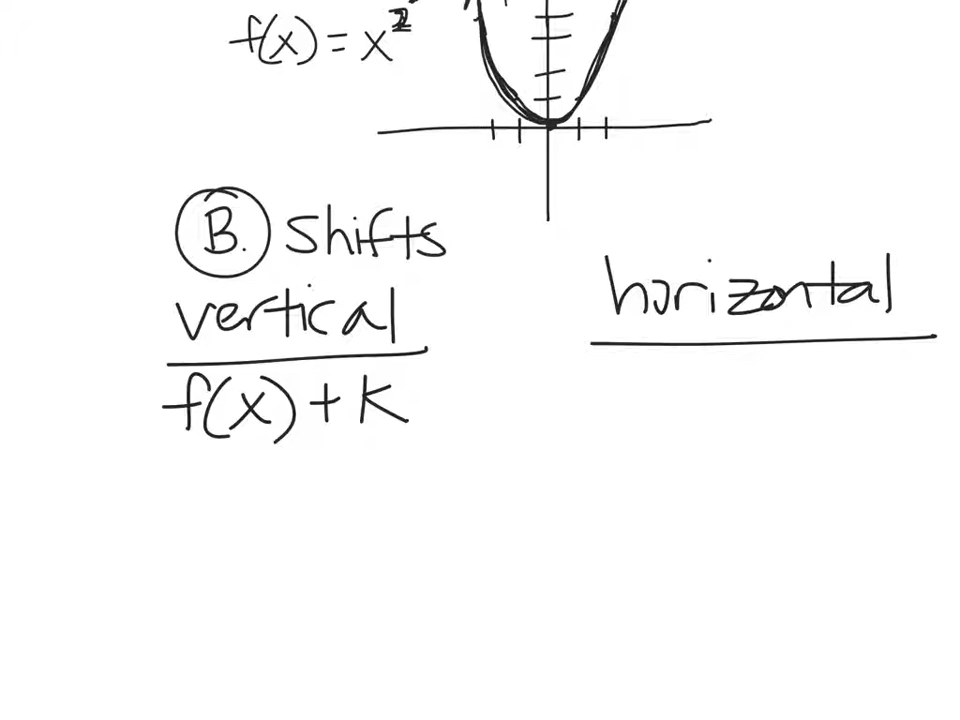 f(x) = x²
B. Shifts
vertical
horizontal
f(x) + K